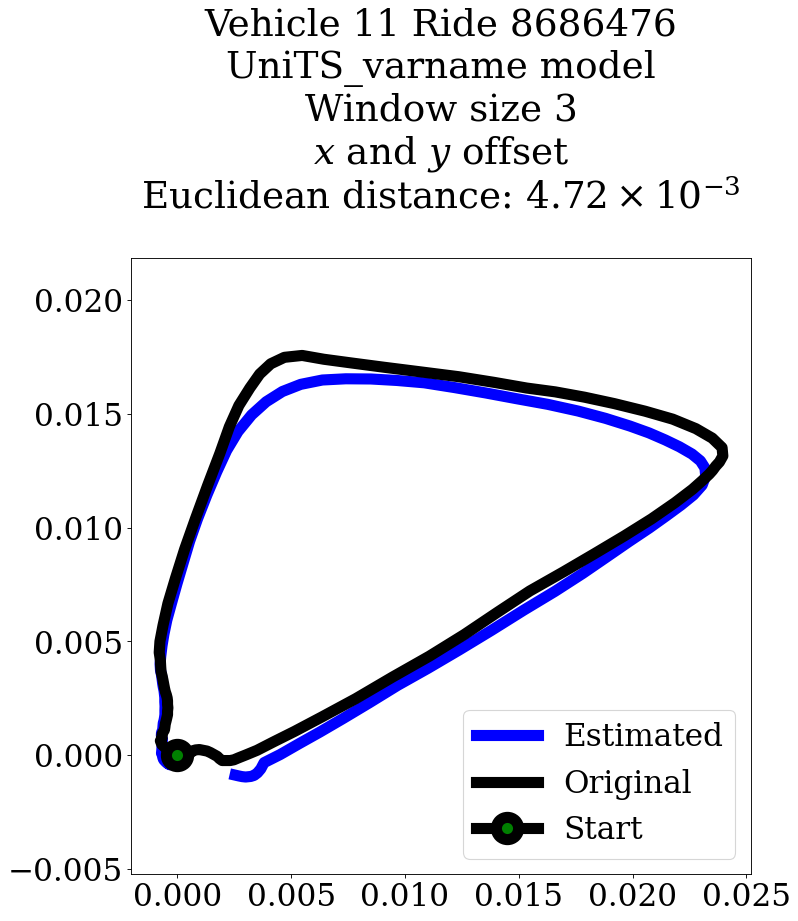 Vehicle 11 Ride 8686476
UniTS_varname model
Window size 3
x and y offset
Euclidean distance: 4.72 × 10⁻³
0.020
0.015
0.010
0.005
0.000
−0.005
Estimated
Original
Start
0.000 0.005 0.010 0.015 0.020 0.025